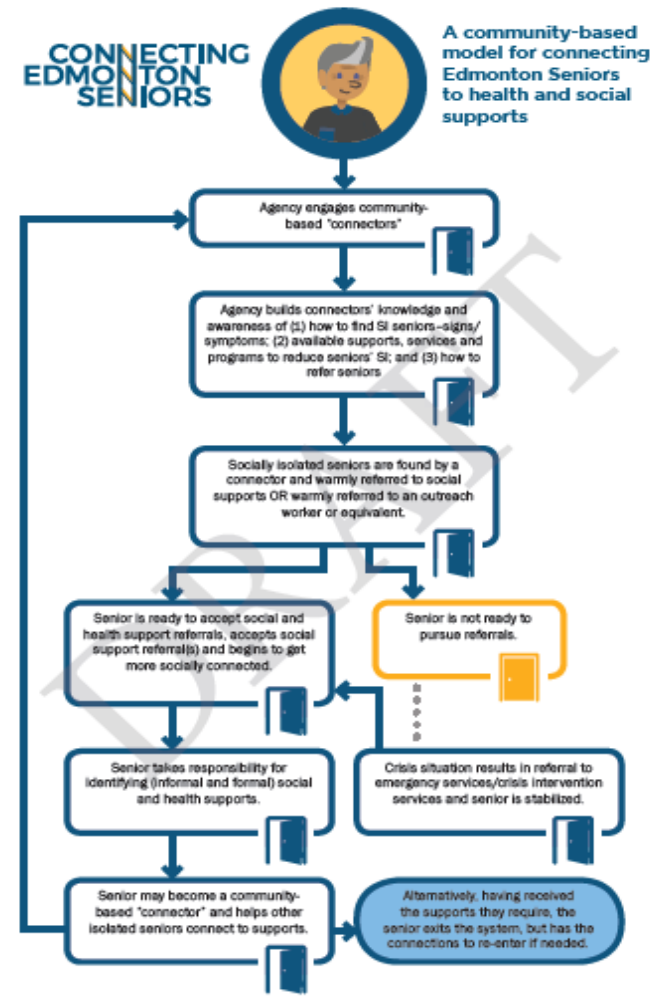 CONNECTING
EDMONTON
SENIORS
A community-based
model for connecting
Edmonton Seniors
to health and social
supports
Agency engages community-
based "connectors"
Agency builds connectors' knowledge and
awareness of (1) how to find SI seniors–signs/
symptoms; (2) available supports, services and
programs to reduce seniors' SI; and (3) how to
refer seniors
Socially isolated seniors are found by a
connector and warmly referred to social
supports OR warmly referred to an outreach
worker or equivalent.
Senior is ready to accept social and
health support referrals, accepts social
support referral(s) and begins to get
more socially connected.
Senior is not ready to
pursue referrals.
Senior takes responsibility for
identifying (informal and formal) social
and health supports.
Crisis situation results in referral to
emergency services/crisis intervention
services and senior is stabilized.
Senior may become a community-
based "connector" and helps other
isolated seniors connect to supports.
Alternatively, having received
the supports they require, the
senior exits the system, but has the
connections to re-enter if needed.
DRAFT